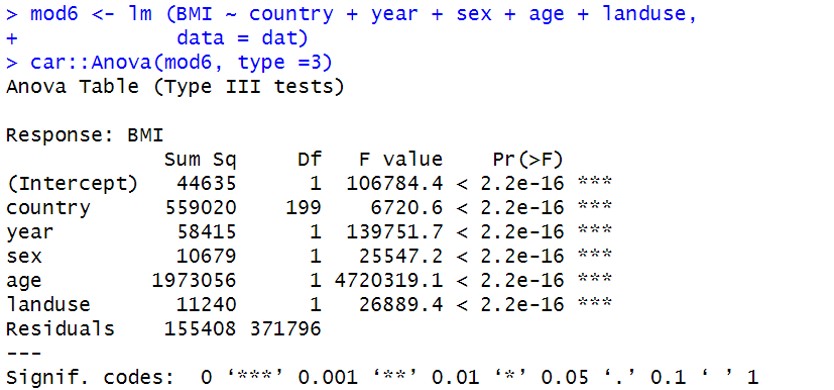 > mod6 <- lm (BMI ~ country + year + sex + age + landuse,
+             data = dat)
> car::Anova(mod6, type =3)
Anova Table (Type III tests)

Response: BMI
             Sum Sq     Df   F value    Pr(>F)
(Intercept)   44635      1  106784.4 < 2.2e-16 ***
country      559020    199    6720.6 < 2.2e-16 ***
year          58415      1  139751.7 < 2.2e-16 ***
sex           10679      1   25547.2 < 2.2e-16 ***
age         1973056      1 4720319.1 < 2.2e-16 ***
landuse       11240      1   26889.4 < 2.2e-16 ***
Residuals    155408 371796
---
Signif. codes:  0 ‘***’ 0.001 ‘**’ 0.01 ‘*’ 0.05 ‘.’ 0.1 ‘ ’ 1